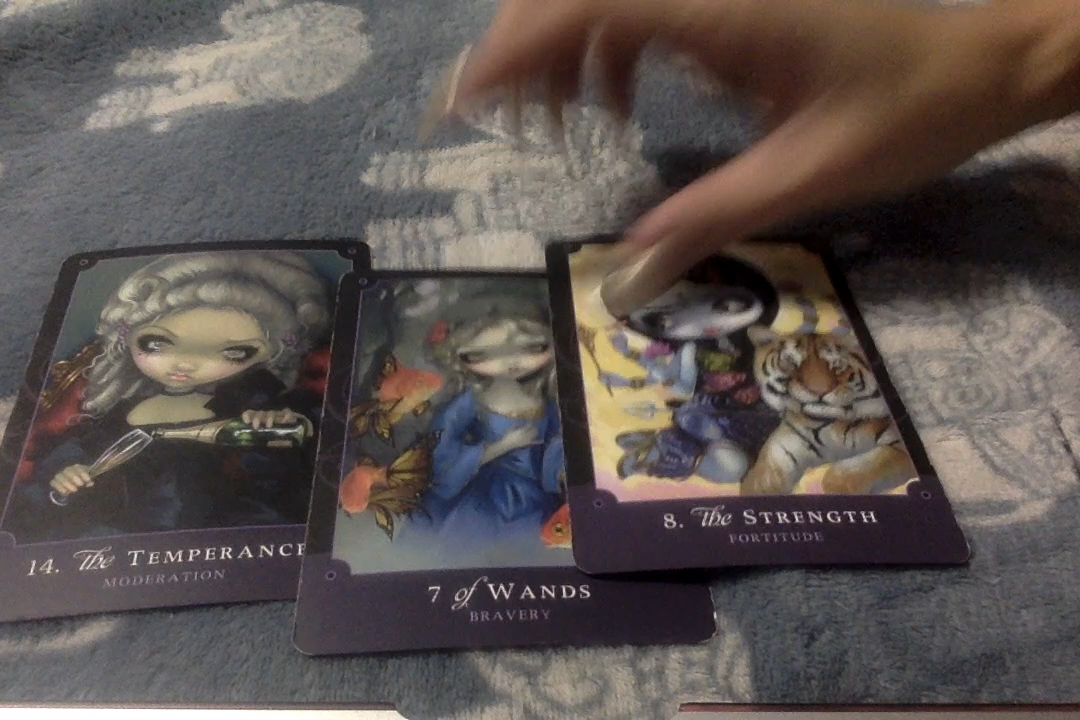 14. The TEMPERANCE
MODERATION
7 of WANDS
BRAVERY
8. The STRENGTH
FORTITUDE